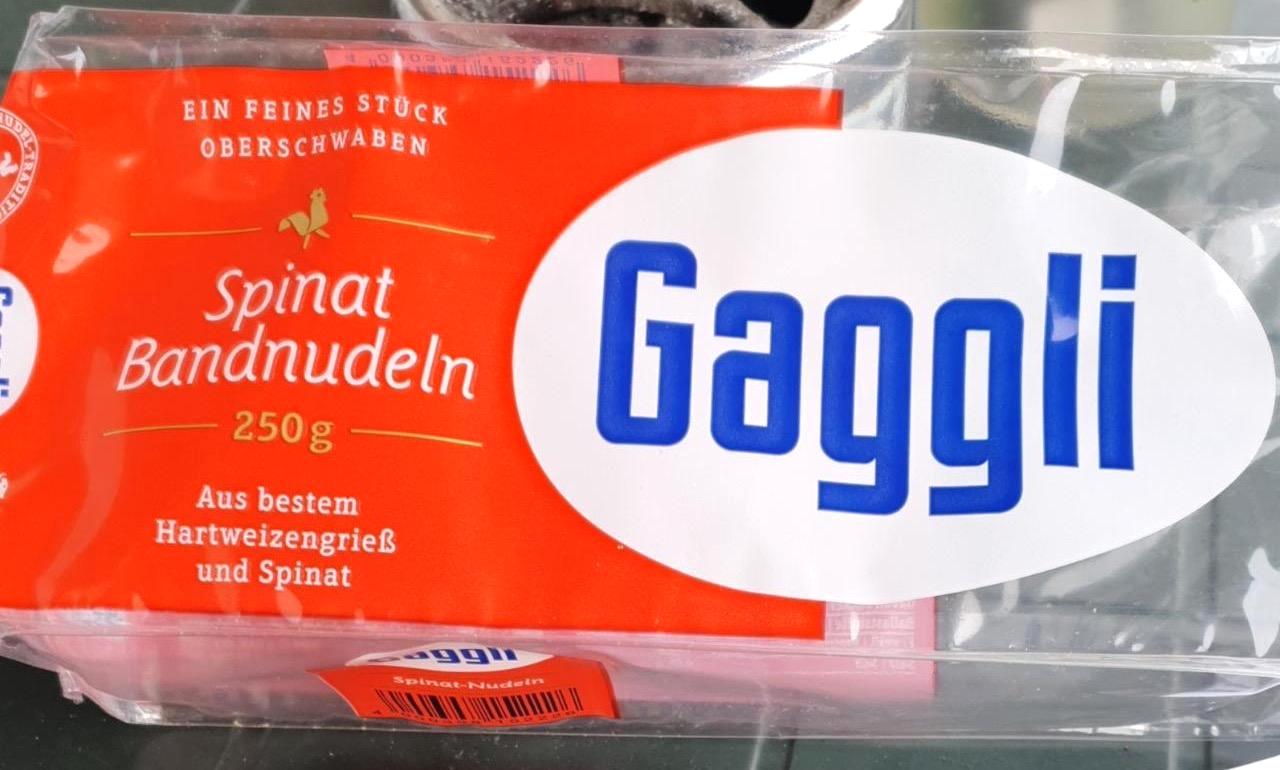 EIN FEINES STÜCK
OBERSCHWABEN
Spinat
Bandnudeln
250g
Aus bestem
Hartweizengrieß
und Spinat
Gaggli
Gaggli
Spinat-Nudeln